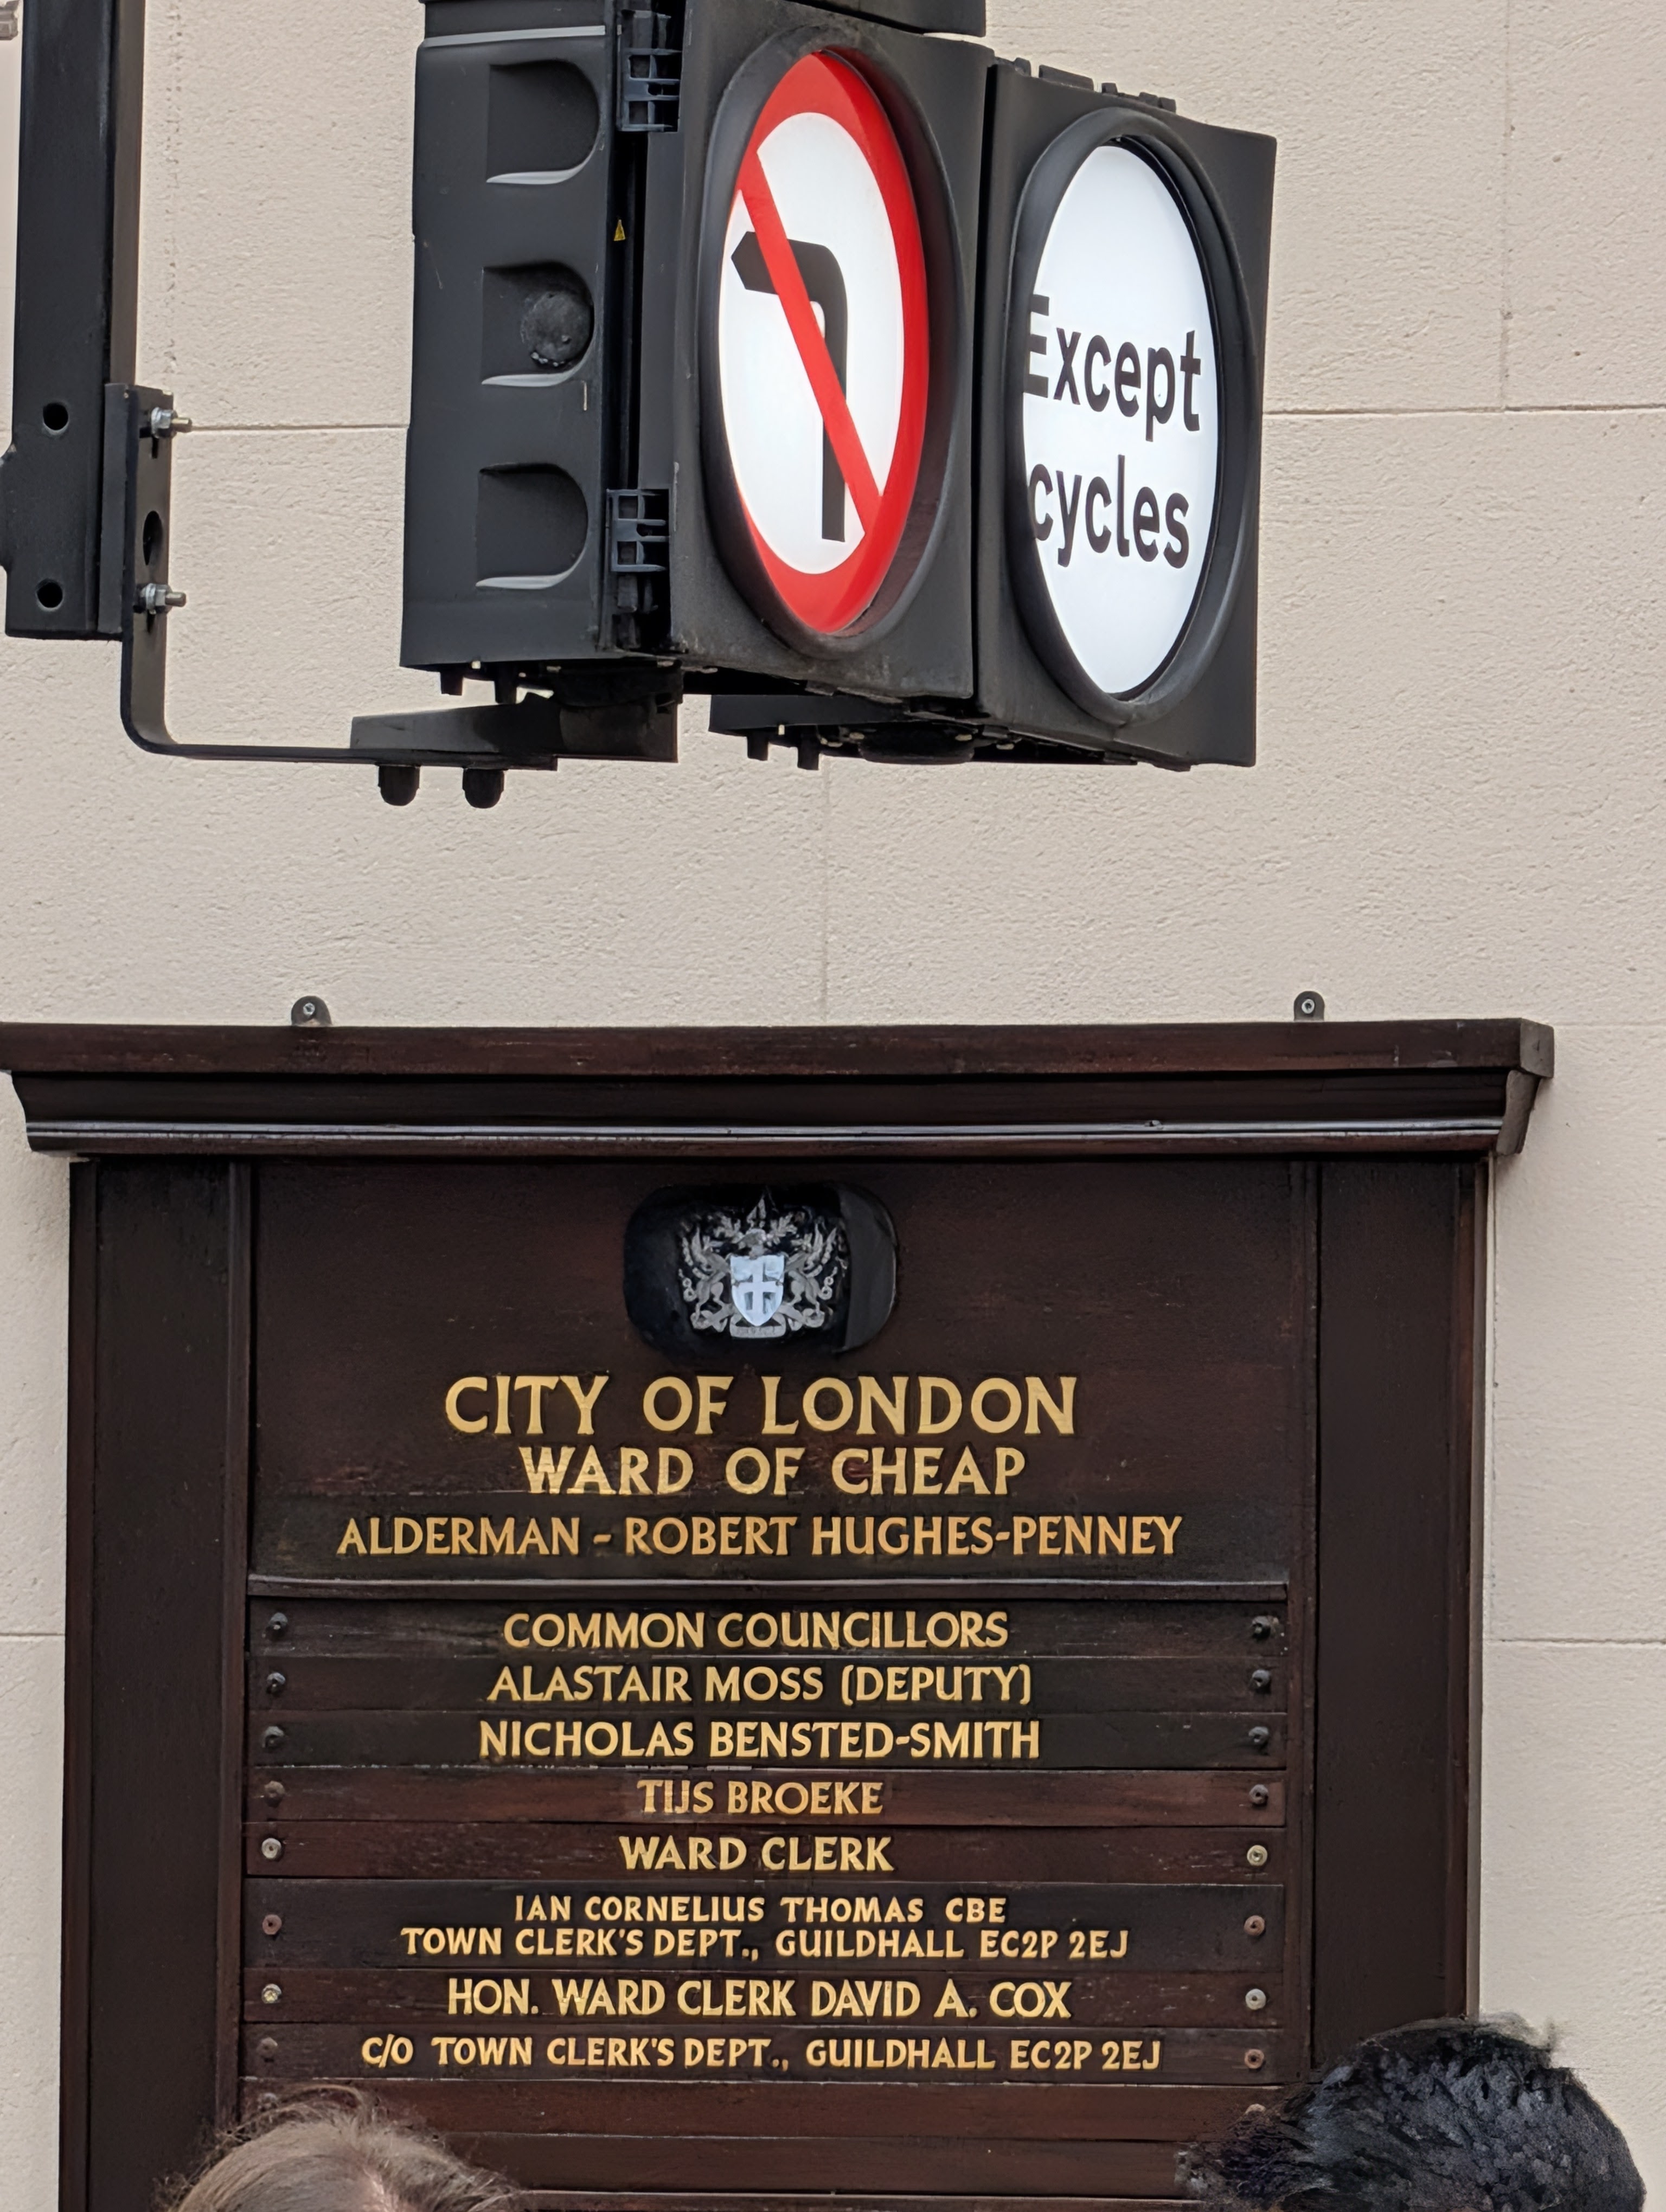 Except
cycles
CITY OF LONDON
WARD OF CHEAP
ALDERMAN - ROBERT HUGHES-PENNEY
COMMON COUNCILLORS
ALASTAIR MOSS (DEPUTY)
NICHOLAS BENSTED-SMITH
TIJS BROEKE
WARD CLERK
IAN CORNELIUS THOMAS CBE
TOWN CLERK'S DEPT., GUILDHALL EC2P 2EJ
HON. WARD CLERK DAVID A. COX
C/O TOWN CLERK'S DEPT., GUILDHALL EC2P 2EJ